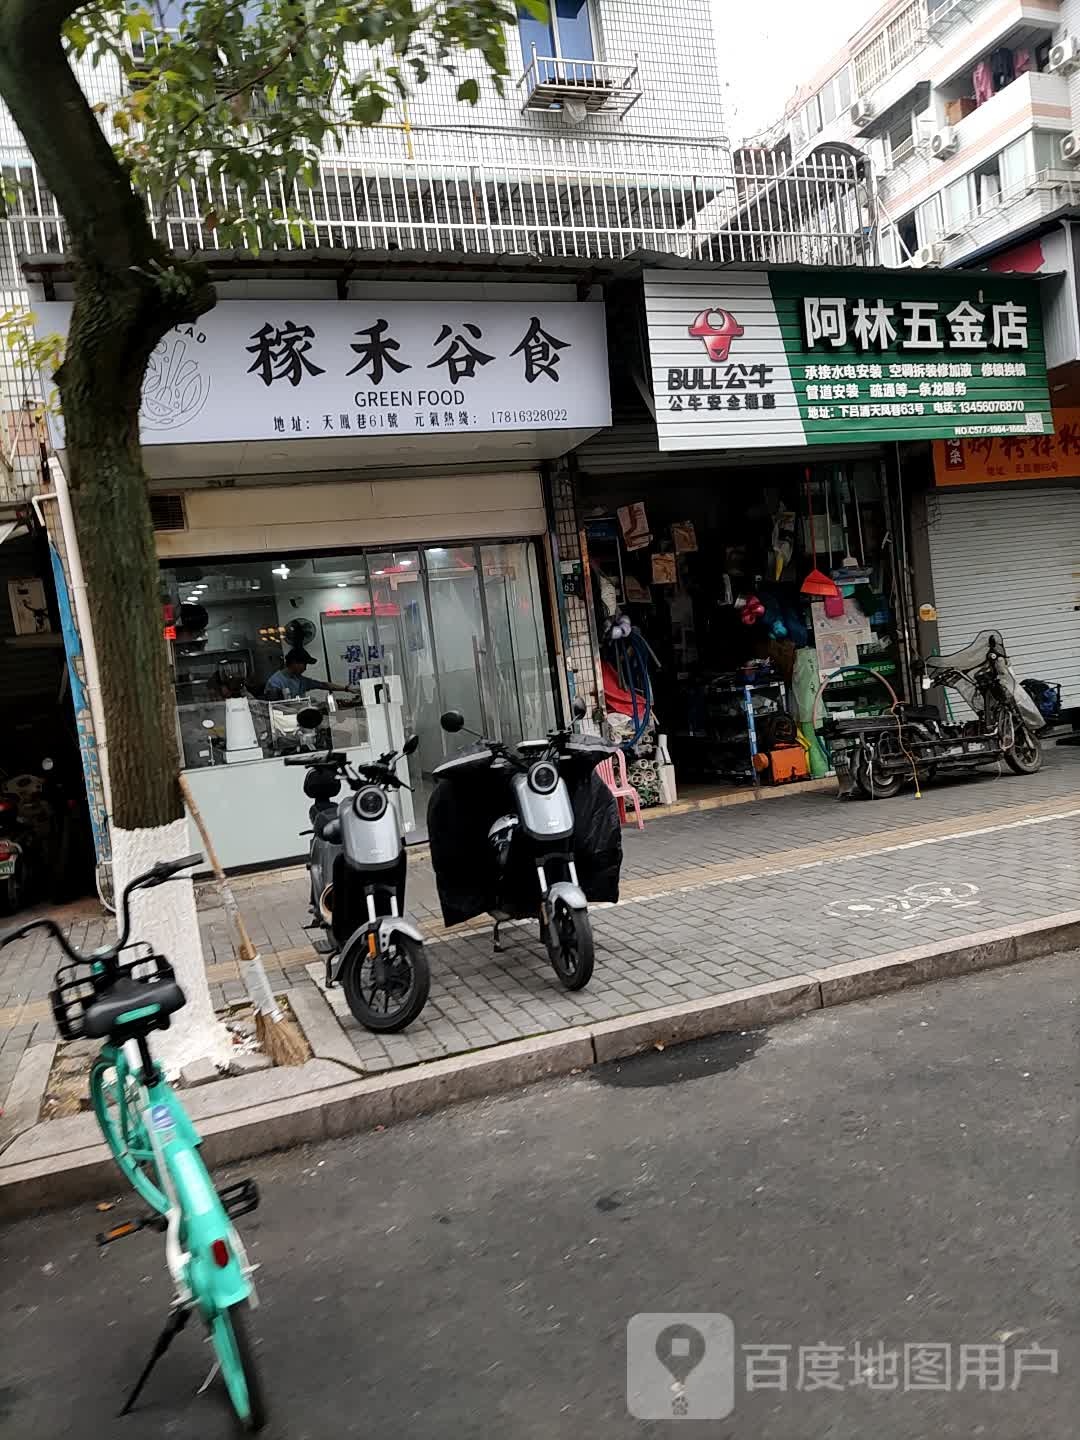 稼禾谷食
GREEN FOOD
地址：天鳳巷61號 元氣熱线：17816328022
BULL公牛
公牛安全插座
阿林五金店
承接水电安装 空调拆装修加液 修锁换锁
管道安装 疏通等一条龙服务
地址：下吕浦天凤巷63号 电话：13456076870
63
百度地图用户